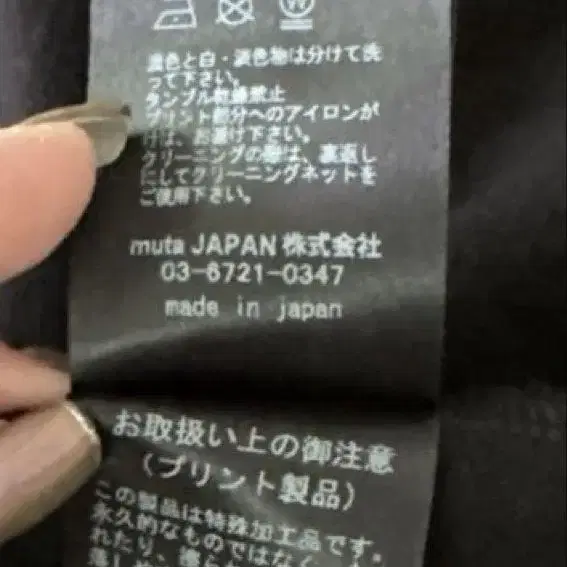 濃色と白・淡色物は分けて洗
って下さい。
タンブル乾燥禁止
プリント部分へのアイロンが
けは、お避け下さい。
クリーニングの際は、裏返し
にしてクリーニングネットを
ご使用下さい。
muta JAPAN 株式会社
03-6721-0347
made in japan
お取扱い上の御注意
(プリント製品)
この製品は特殊加工品です。
永久的なものではなく、
れたり、